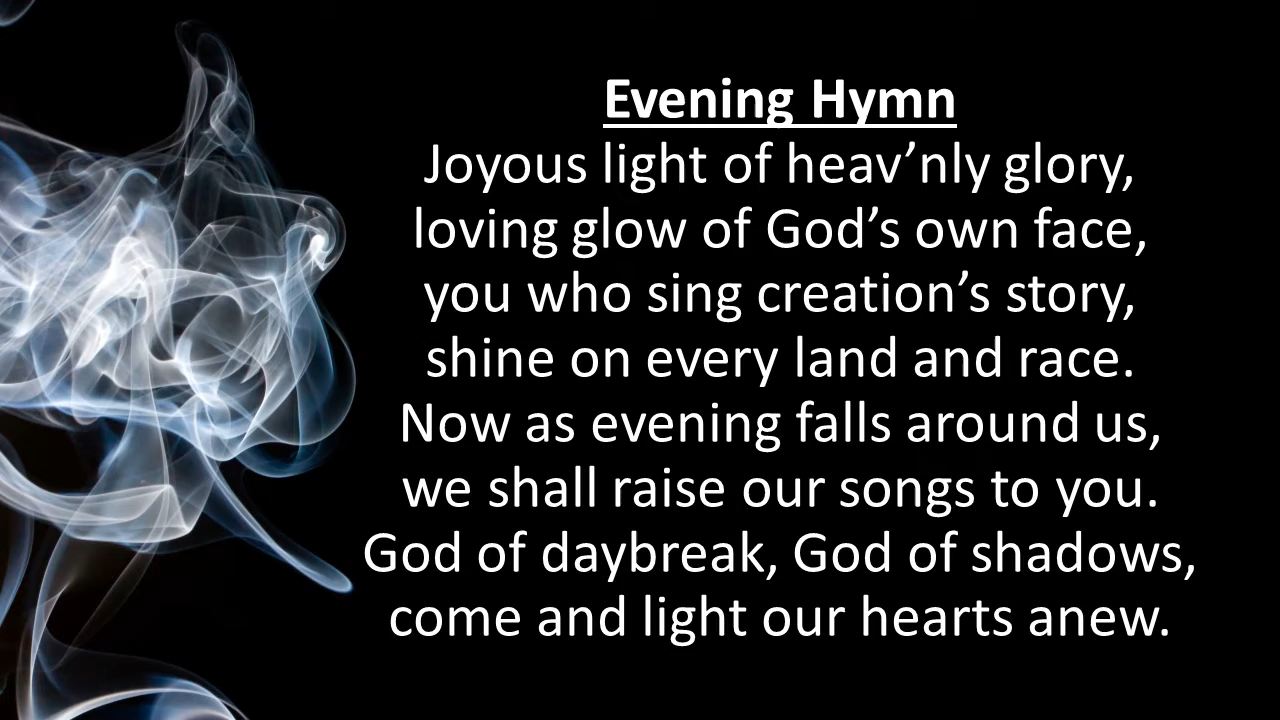 Evening Hymn
Joyous light of heav’nly glory,
loving glow of God’s own face,
you who sing creation’s story,
shine on every land and race.
Now as evening falls around us,
we shall raise our songs to you.
God of daybreak, God of shadows,
come and light our hearts anew.